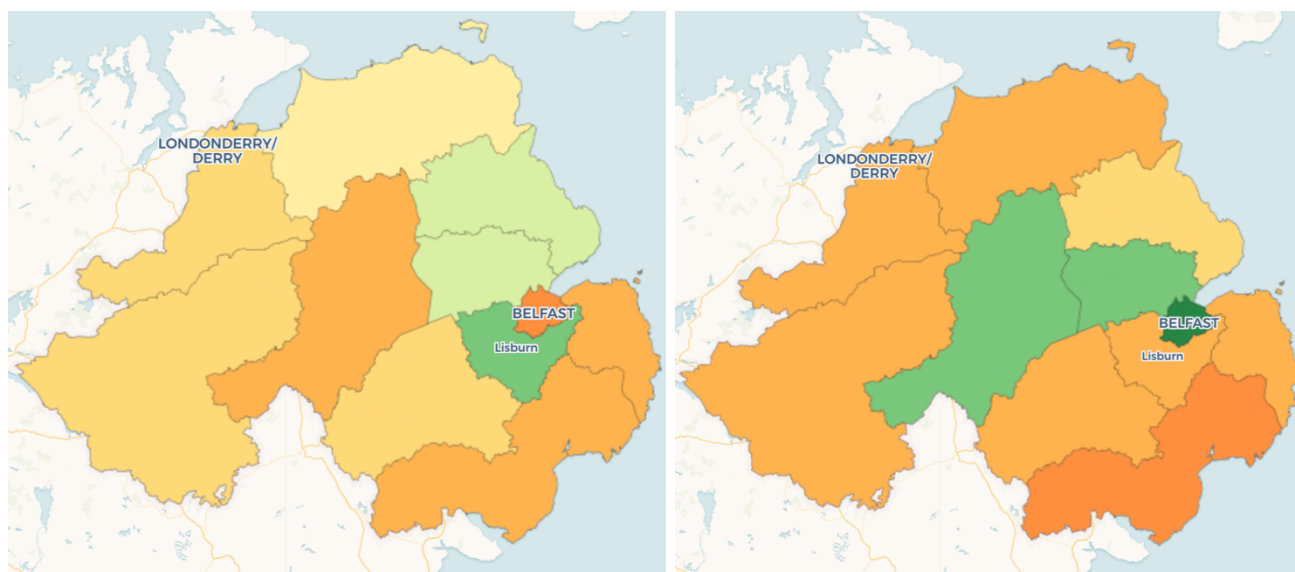 LONDONDERRY/
DERRY
BELFAST
Lisburn
LONDONDERRY/
DERRY
BELFAST
Lisburn